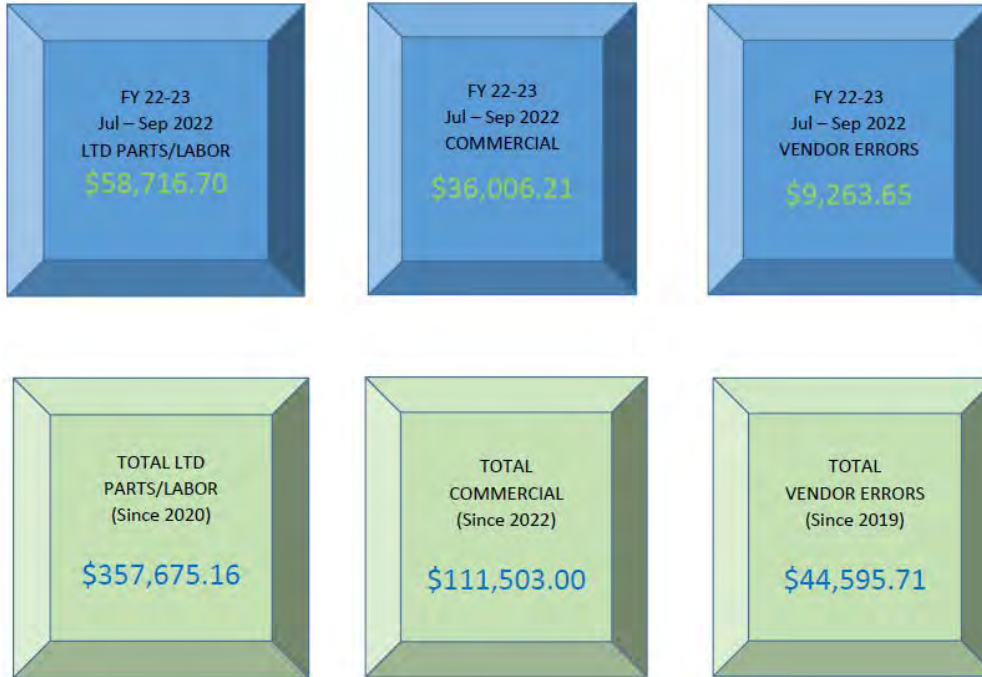 FY 22-23
Jul – Sep 2022
LTD PARTS/LABOR
$58,716.70
FY 22-23
Jul – Sep 2022
COMMERCIAL
$36,006.21
FY 22-23
Jul – Sep 2022
VENDOR ERRORS
$9,263.65
TOTAL LTD
PARTS/LABOR
(Since 2020)
$357,675.16
TOTAL
COMMERCIAL
(Since 2022)
$111,503.00
TOTAL
VENDOR ERRORS
(Since 2019)
$44,595.71